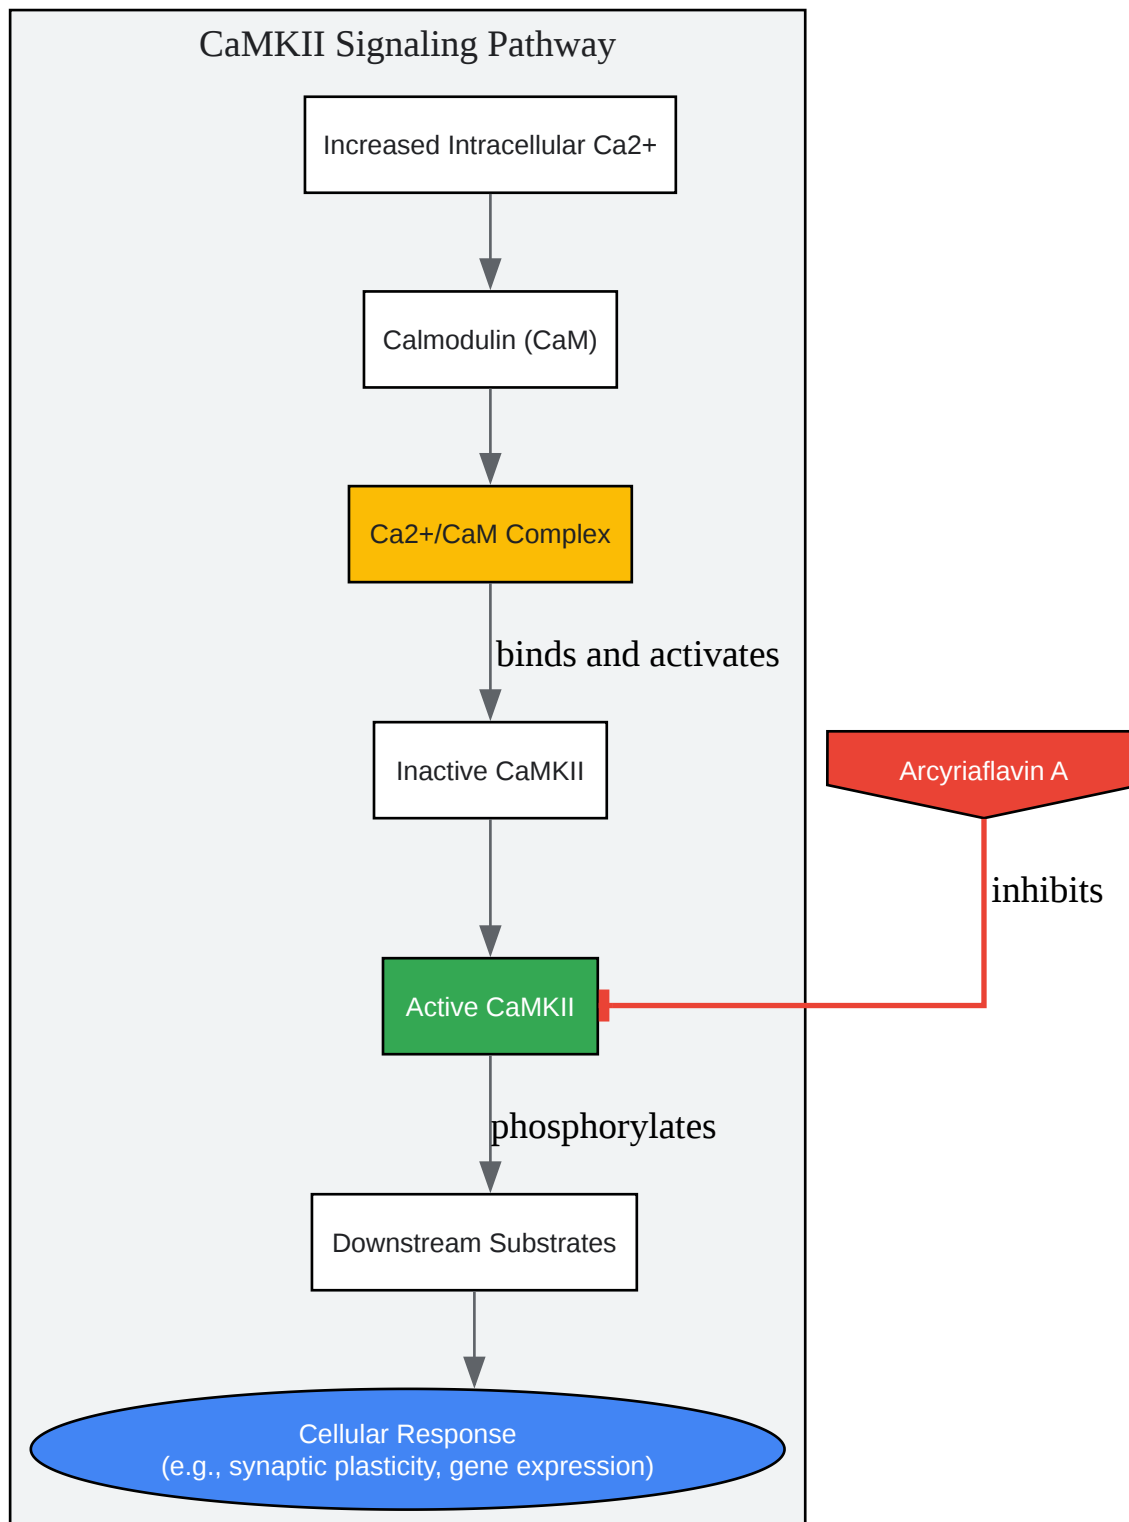 CaMKII Signaling Pathway
Increased Intracellular Ca2+
Calmodulin (CaM)
Ca2+/CaM Complex
binds and activates
Inactive CaMKII
Arcyriaflavin A
inhibits
Active CaMKII
phosphorylates
Downstream Substrates
Cellular Response
(e.g., synaptic plasticity, gene expression)